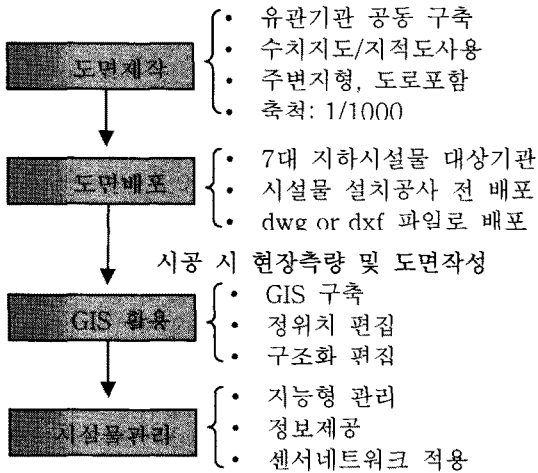 도면제작
• 유관기관 공동 구축
• 수치지도/지적도사용
• 주변지형, 도로포함
• 축척: 1/1000
도면배포
• 7대 지하시설물 대상기관
• 시설물 설치공사 전 배포
• dwg or dxf 파일로 배포
시공 시 현장측량 및 도면작성
GIS 활용
• GIS 구축
• 정위치 편집
• 구조화 편집
시설물관리
• 지능형 관리
• 정보제공
• 센서네트워크 적용